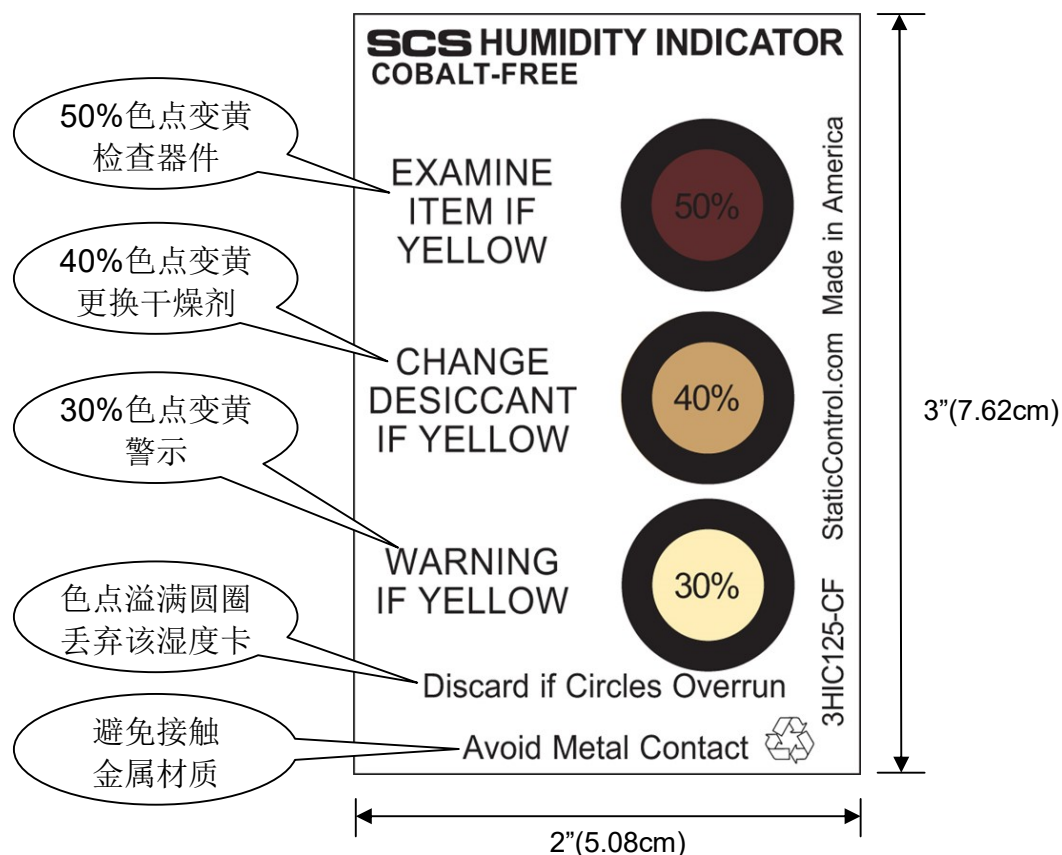 SCS HUMIDITY INDICATOR
COBALT-FREE
50%色点变黄
检查器件
EXAMINE
ITEM IF
YELLOW
50%
40%色点变黄
更换干燥剂
CHANGE
DESICCANT
IF YELLOW
40%
30%色点变黄
警示
WARNING
IF YELLOW
30%
色点溢满圆圈
丢弃该湿度卡
Discard if Circles Overrun
避免接触
金属材质
Avoid Metal Contact
3HIC125-CF StaticControl.com Made in America
3”(7.62cm)
2”(5.08cm)